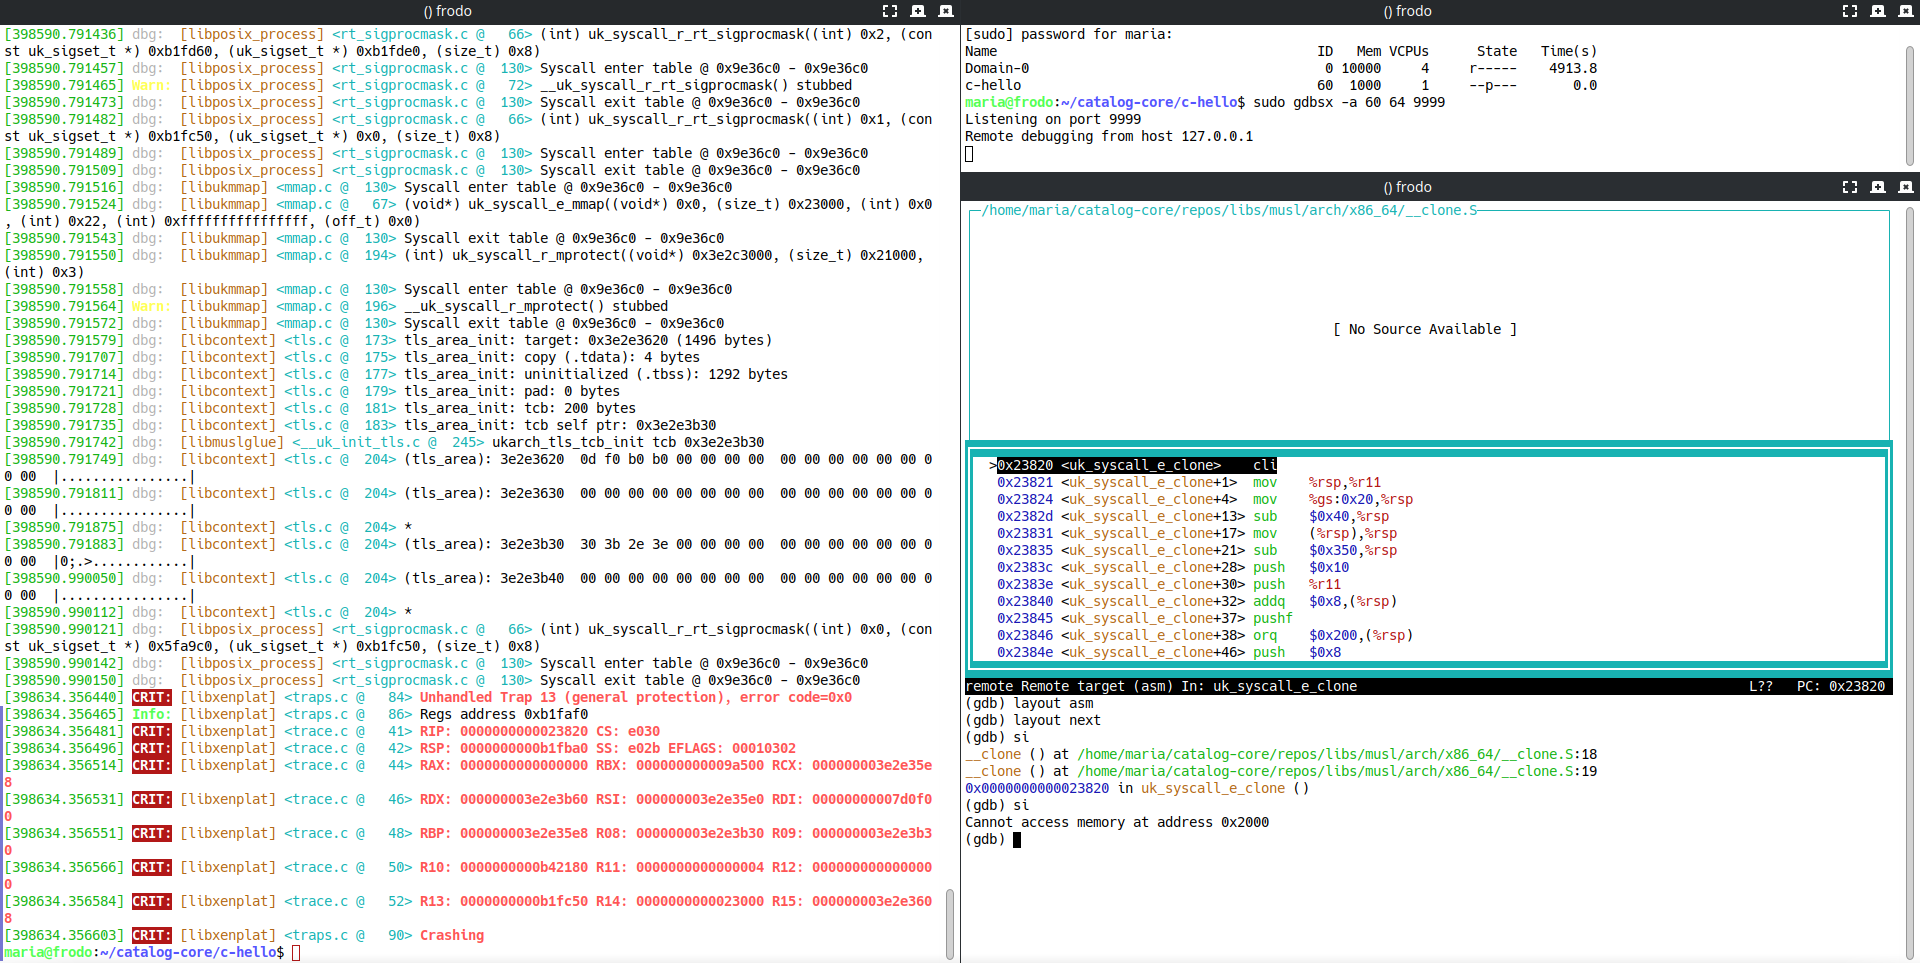 () frodo
[398590.791436] dbg:  [libposix_process] <rt_sigprocmask.c @   66> (int) uk_syscall_r_rt_sigprocmask((int) 0x2, (con
st uk_sigset_t *) 0xb1fd60, (uk_sigset_t *) 0xb1fde0, (size_t) 0x8)
[398590.791457] dbg:  [libposix_process] <rt_sigprocmask.c @  130> Syscall enter table @ 0x9e36c0 - 0x9e36c0
[398590.791465] Warn: [libposix_process] <rt_sigprocmask.c @   72> __uk_syscall_r_rt_sigprocmask() stubbed
[398590.791473] dbg:  [libposix_process] <rt_sigprocmask.c @  130> Syscall exit table @ 0x9e36c0 - 0x9e36c0
[398590.791482] dbg:  [libposix_process] <rt_sigprocmask.c @   66> (int) uk_syscall_r_rt_sigprocmask((int) 0x1, (con
st uk_sigset_t *) 0xb1fc50, (uk_sigset_t *) 0x0, (size_t) 0x8)
[398590.791489] dbg:  [libposix_process] <rt_sigprocmask.c @  130> Syscall enter table @ 0x9e36c0 - 0x9e36c0
[398590.791509] dbg:  [libposix_process] <rt_sigprocmask.c @  130> Syscall exit table @ 0x9e36c0 - 0x9e36c0
[398590.791516] dbg:  [libukmmap] <mmap.c @  130> Syscall enter table @ 0x9e36c0 - 0x9e36c0
[398590.791524] dbg:  [libukmmap] <mmap.c @   67> (void*) uk_syscall_e_mmap((void*) 0x0, (size_t) 0x23000, (int) 0x0
, (int) 0x22, (int) 0xffffffffffffffff, (off_t) 0x0)
[398590.791543] dbg:  [libukmmap] <mmap.c @  130> Syscall exit table @ 0x9e36c0 - 0x9e36c0
[398590.791550] dbg:  [libukmmap] <mmap.c @  194> (int) uk_syscall_r_mprotect((void*) 0x3e2c3000, (size_t) 0x21000,
(int) 0x3)
[398590.791558] dbg:  [libukmmap] <mmap.c @  130> Syscall enter table @ 0x9e36c0 - 0x9e36c0
[398590.791564] Warn: [libukmmap] <mmap.c @  196> __uk_syscall_r_mprotect() stubbed
[398590.791572] dbg:  [libukmmap] <mmap.c @  130> Syscall exit table @ 0x9e36c0 - 0x9e36c0
[398590.791579] dbg:  [libcontext] <tls.c @  173> tls_area_init: target: 0x3e2e3620 (1496 bytes)
[398590.791707] dbg:  [libcontext] <tls.c @  175> tls_area_init: copy (.tdata): 4 bytes
[398590.791714] dbg:  [libcontext] <tls.c @  177> tls_area_init: uninitialized (.tbss): 1292 bytes
[398590.791721] dbg:  [libcontext] <tls.c @  179> tls_area_init: pad: 0 bytes
[398590.791728] dbg:  [libcontext] <tls.c @  181> tls_area_init: tcb: 200 bytes
[398590.791735] dbg:  [libcontext] <tls.c @  183> tls_area_init: tcb self ptr: 0x3e2e3b30
[398590.791742] dbg:  [libmuslglue] <__uk_init_tls.c @  245> ukarch_tls_tcb_init tcb 0x3e2e3b30
[398590.791749] dbg:  [libcontext] <tls.c @  204> (tls_area): 3e2e3620  0d f0 b0 b0 00 00 00 00  00 00 00 00 00 00 0
0 00  |................|
[398590.791811] dbg:  [libcontext] <tls.c @  204> (tls_area): 3e2e3630  00 00 00 00 00 00 00 00  00 00 00 00 00 00 0
0 00  |................|
[398590.791875] dbg:  [libcontext] <tls.c @  204> *
[398590.791883] dbg:  [libcontext] <tls.c @  204> (tls_area): 3e2e3b30  30 3b 2e 3e 00 00 00 00  00 00 00 00 00 00 0
0 00  |0;.>............|
[398590.990050] dbg:  [libcontext] <tls.c @  204> (tls_area): 3e2e3b40  00 00 00 00 00 00 00 00  00 00 00 00 00 00 0
0 00  |................|
[398590.990112] dbg:  [libcontext] <tls.c @  204> *
[398590.990121] dbg:  [libposix_process] <rt_sigprocmask.c @   66> (int) uk_syscall_r_rt_sigprocmask((int) 0x0, (con
st uk_sigset_t *) 0x5fa9c0, (uk_sigset_t *) 0xb1fc50, (size_t) 0x8)
[398590.990142] dbg:  [libposix_process] <rt_sigprocmask.c @  130> Syscall enter table @ 0x9e36c0 - 0x9e36c0
[398590.990150] dbg:  [libposix_process] <rt_sigprocmask.c @  130> Syscall exit table @ 0x9e36c0 - 0x9e36c0
[398634.356440] CRIT: [libxenplat] <traps.c @   84> Unhandled Trap 13 (general protection), error code=0x0
[398634.356465] Info: [libxenplat] <traps.c @   86> Regs address 0xb1faf0
[398634.356481] CRIT: [libxenplat] <trace.c @   41> RIP: 0000000000023820 CS: e030
[398634.356496] CRIT: [libxenplat] <trace.c @   42> RSP: 0000000000b1fba0 SS: e02b EFLAGS: 00010302
[398634.356514] CRIT: [libxenplat] <trace.c @   44> RAX: 0000000000000000 RBX: 000000000009a500 RCX: 000000003e2e35e
8
[398634.356531] CRIT: [libxenplat] <trace.c @   46> RDX: 000000003e2e3b60 RSI: 000000003e2e35e0 RDI: 00000000007d0f0
0
[398634.356551] CRIT: [libxenplat] <trace.c @   48> RBP: 000000003e2e35e8 R08: 000000003e2e3b30 R09: 000000003e2e3b3
0
[398634.356566] CRIT: [libxenplat] <trace.c @   50> R10: 0000000000b42180 R11: 0000000000000004 R12: 000000000000000
0
[398634.356584] CRIT: [libxenplat] <trace.c @   52> R13: 0000000000b1fc50 R14: 0000000000023000 R15: 000000003e2e360
8
[398634.356603] CRIT: [libxenplat] <traps.c @   90> Crashing
maria@frodo:~/catalog-core/c-hello$
() frodo
[sudo] password for maria:
Name                                        ID   Mem VCPUs      State   Time(s)
Domain-0                                     0 10000     4     r-----    4913.8
c-hello                                     60  1000     1     --p---       0.0
maria@frodo:~/catalog-core/c-hello$ sudo gdbsx -a 60 64 9999
Listening on port 9999
Remote debugging from host 127.0.0.1
() frodo
/home/maria/catalog-core/repos/libs/musl/arch/x86_64/__clone.S
[ No Source Available ]
>0x23820 <uk_syscall_e_clone>    cli
0x23821 <uk_syscall_e_clone+1>  mov    %rsp,%r11
0x23824 <uk_syscall_e_clone+4>  mov    %gs:0x20,%rsp
0x2382d <uk_syscall_e_clone+13> sub    $0x40,%rsp
0x23831 <uk_syscall_e_clone+17> mov    (%rsp),%rsp
0x23835 <uk_syscall_e_clone+21> sub    $0x350,%rsp
0x2383c <uk_syscall_e_clone+28> push   $0x10
0x2383e <uk_syscall_e_clone+30> push   %r11
0x23840 <uk_syscall_e_clone+32> addq   $0x8,(%rsp)
0x23845 <uk_syscall_e_clone+37> pushf
0x23846 <uk_syscall_e_clone+38> orq    $0x200,(%rsp)
0x2384e <uk_syscall_e_clone+46> push   $0x8
remote Remote target (asm) In: uk_syscall_e_clone                L??   PC: 0x23820
(gdb) layout asm
(gdb) layout next
(gdb) si
__clone () at /home/maria/catalog-core/repos/libs/musl/arch/x86_64/__clone.S:18
__clone () at /home/maria/catalog-core/repos/libs/musl/arch/x86_64/__clone.S:19
0x0000000000023820 in uk_syscall_e_clone ()
(gdb) si
Cannot access memory at address 0x2000
(gdb)